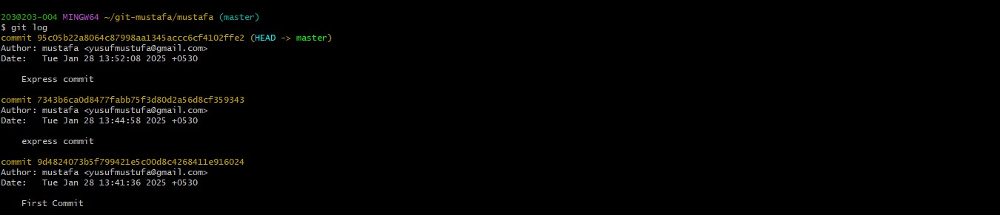 203@203-004 MINGW64 ~/git-mustafa/mustafa (master)
$ git log
commit 95c05b22a8064c87998aa1345accc6cf4102ffe2 (HEAD -> master)
Author: mustafa <yusufmustufa@gmail.com>
Date:   Tue Jan 28 13:52:08 2025 +0530
    Express commit
commit 7343b6ca0d8477fabb75f3d80d2a56d8cf359343
Author: mustafa <yusufmustufa@gmail.com>
Date:   Tue Jan 28 13:44:58 2025 +0530
    express commit
commit 9d4824073b5f799421e5c00d8c4268411e916024
Author: mustafa <yusufmustufa@gmail.com>
Date:   Tue Jan 28 13:41:36 2025 +0530
    First Commit